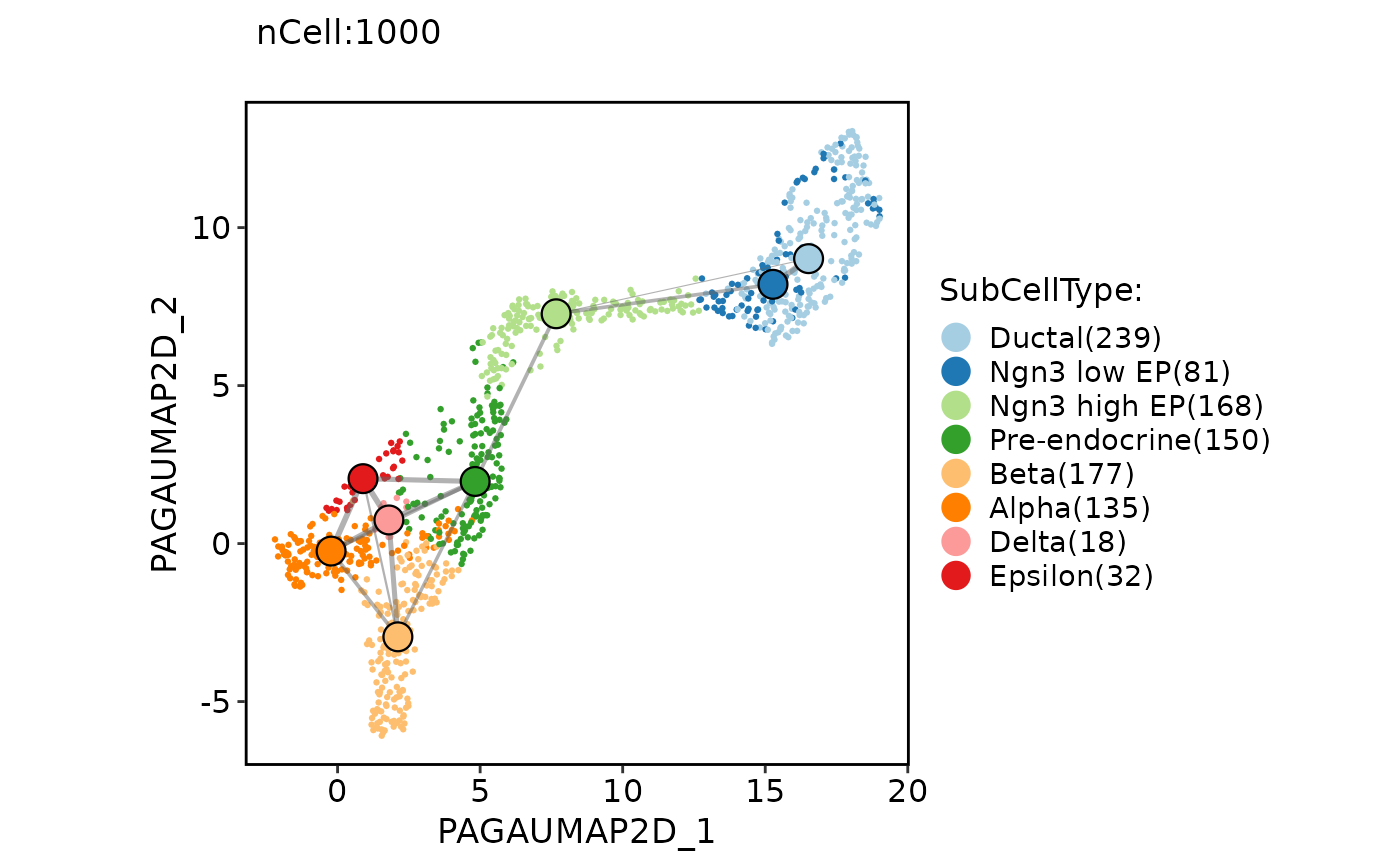 nCell:1000
PAGAUMAP2D_2
10
5
0
-5
0
5
10
15
20
PAGAUMAP2D_1
SubCellType:
Ductal(239)
Ngn3 low EP(81)
Ngn3 high EP(168)
Pre-endocrine(150)
Beta(177)
Alpha(135)
Delta(18)
Epsilon(32)